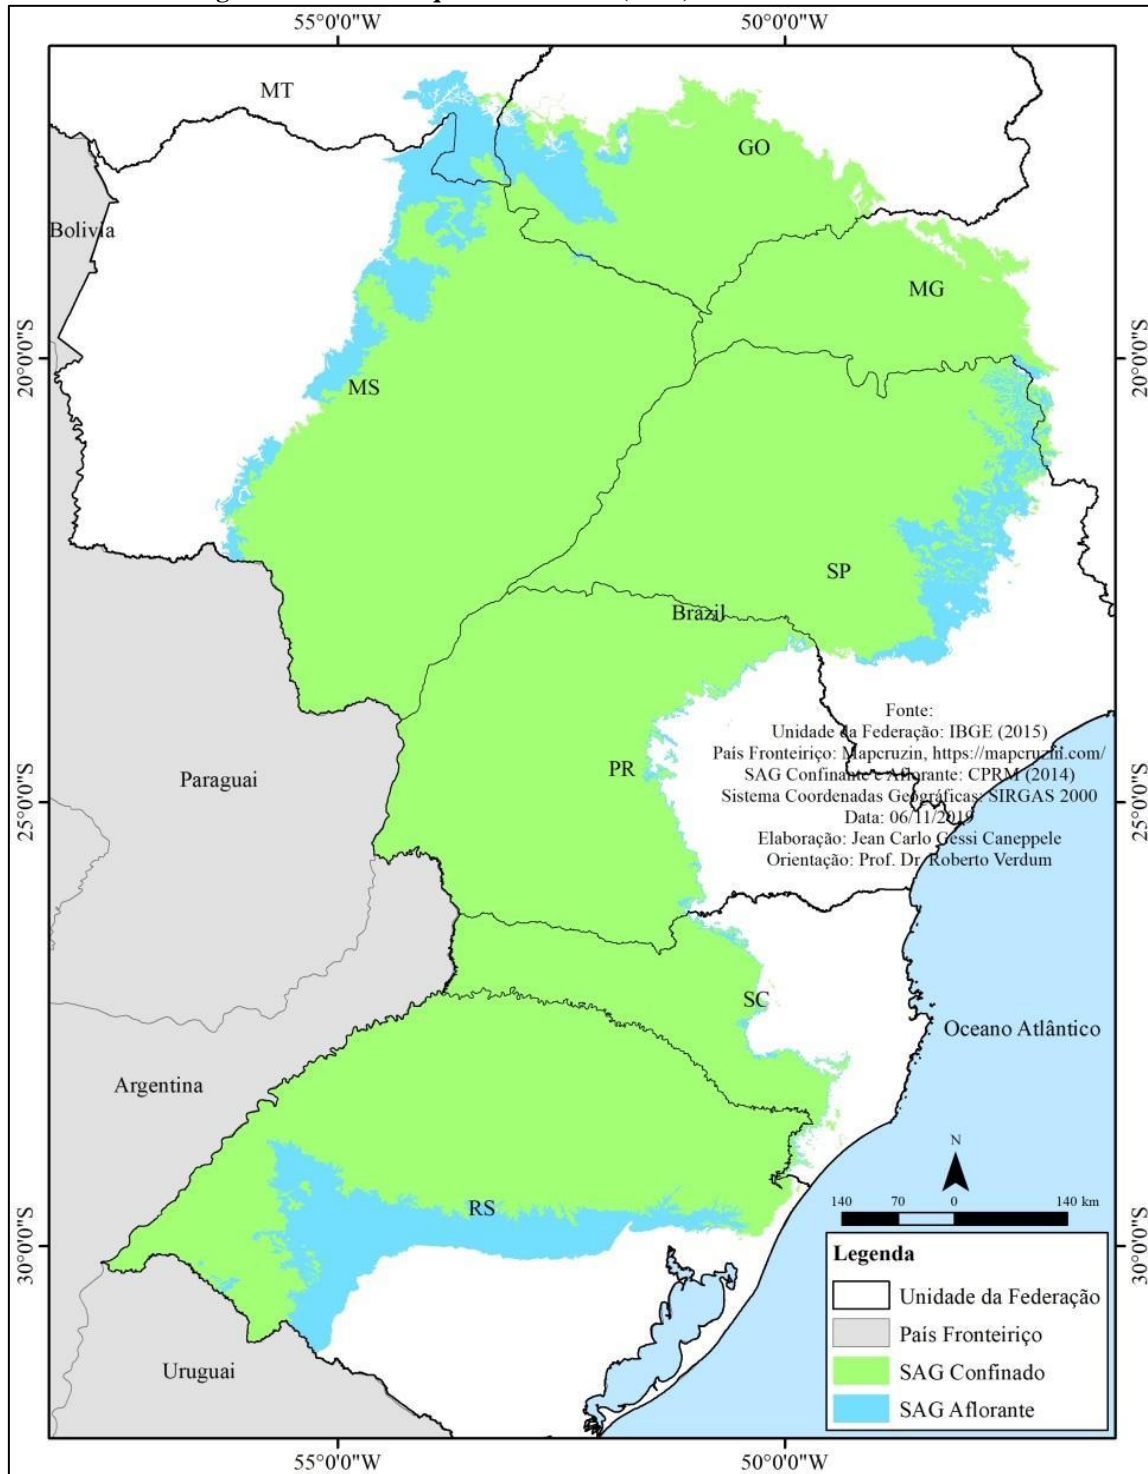 55°0'0"W
50°0'0"W
MT
GO
Bolivia
MG
20°0'0"S
20°0'0"S
MS
SP
Brazil
Fonte:
Unidade da Federação: IBGE (2015)
País Fronteiriço: Mapcruzin, https://mapcruzin.com/
SAG Confinante e Aflorante: CPRM (2014)
Sistema Coordenadas Geográficas: SIRGAS 2000
Data: 06/11/2019
Elaboração: Jean Carlo Gessi Caneppele
Orientação: Prof. Dr. Roberto Verdum
PR
Paraguai
25°0'0"S
25°0'0"S
SC
Oceano Atlântico
Argentina
N
140 70 0 140 km
RS
30°0'0"S
30°0'0"S
Legenda
Unidade da Federação
País Fronteiriço
SAG Confinado
SAG Aflorante
Uruguai
55°0'0"W
50°0'0"W